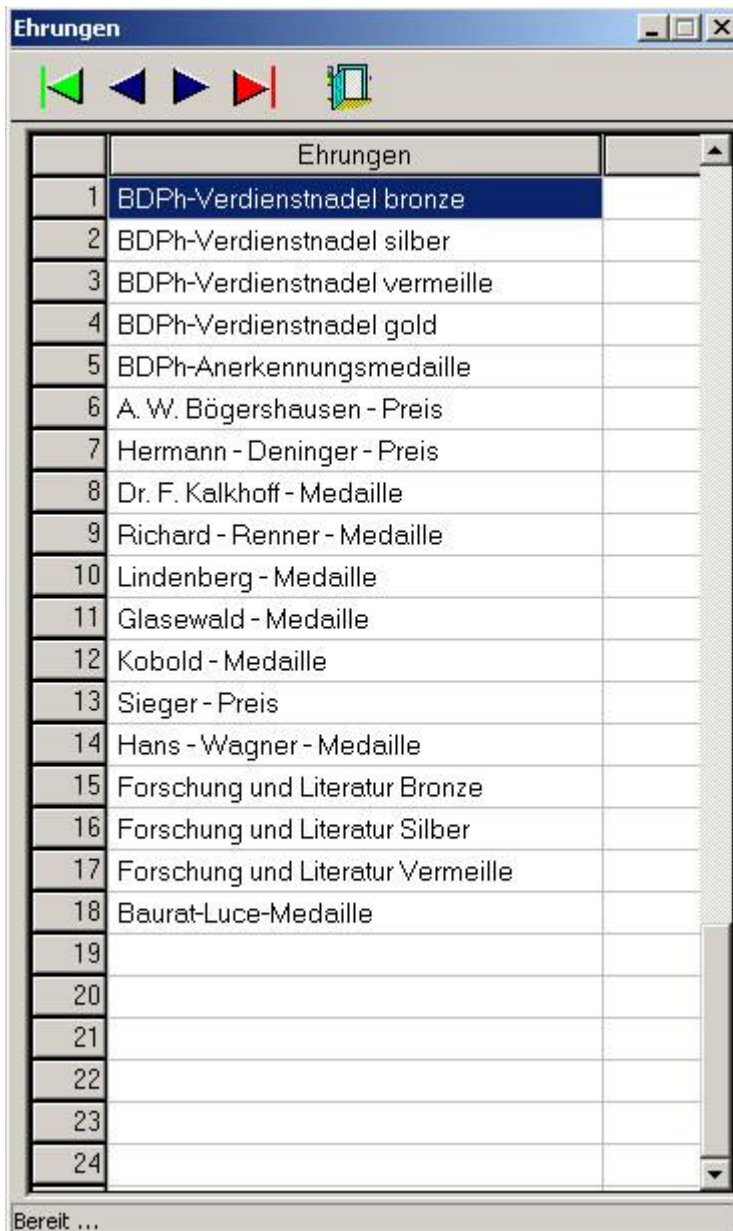 Ehrungen
Ehrungen
1 BDPh-Verdienstnadel bronze
2 BDPh-Verdienstnadel silber
3 BDPh-Verdienstnadel vermeille
4 BDPh-Verdienstnadel gold
5 BDPh-Anerkennungsmedaille
6 A. W. Bögershausen - Preis
7 Hermann - Deninger - Preis
8 Dr. F. Kalkhoff - Medaille
9 Richard - Renner - Medaille
10 Lindenberg - Medaille
11 Glasewald - Medaille
12 Kobold - Medaille
13 Sieger - Preis
14 Hans - Wagner - Medaille
15 Forschung und Literatur Bronze
16 Forschung und Literatur Silber
17 Forschung und Literatur Vermeille
18 Baurat-Luce-Medaille
19
20
21
22
23
24
Bereit ...